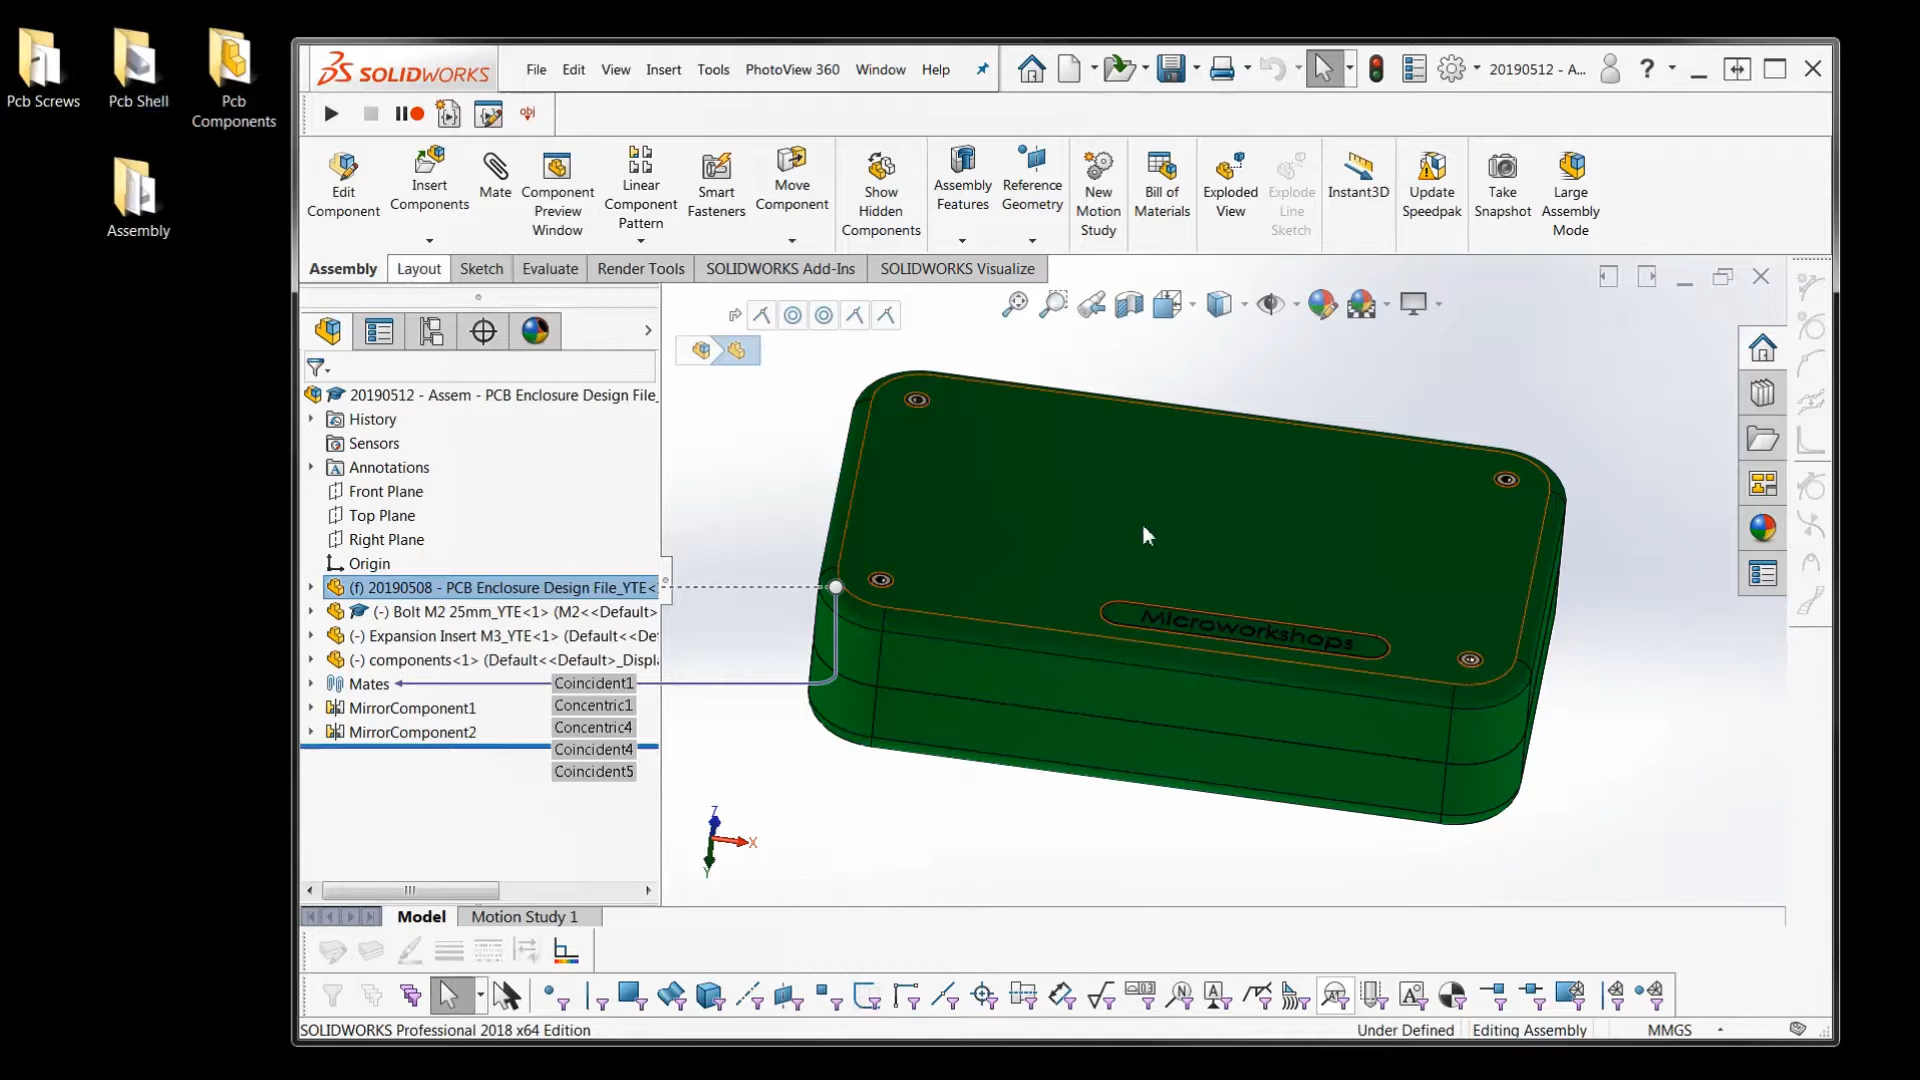 Pcb Screws
Pcb Shell
Pcb
Components
Assembly
SOLIDWORKS
File Edit View Insert Tools PhotoView 360 Window Help
20190512 - A...
?
obj
Edit
Component
Insert
Components
Mate
Component
Preview
Window
Linear
Component
Pattern
Smart
Fasteners
Move
Component
Show
Hidden
Components
Assembly
Features
Reference
Geometry
New
Motion
Study
Bill of
Materials
Exploded
View
Explode
Line
Sketch
Instant3D
Update
Speedpak
Take
Snapshot
Large
Assembly
Mode
Assembly Layout Sketch Evaluate Render Tools SOLIDWORKS Add-Ins SOLIDWORKS Visualize
20190512 - Assem - PCB Enclosure Design File_
History
Sensors
Annotations
Front Plane
Top Plane
Right Plane
Origin
(f) 20190508 - PCB Enclosure Design File_YTE<
(-) Bolt M2 25mm_YTE<1> (M2<<Default>
(-) Expansion Insert M3_YTE<1> (Default<<Def
(-) components<1> (Default<<Default>_Displ
Mates
MirrorComponent1
MirrorComponent2
Coincident1
Concentric1
Concentric4
Coincident4
Coincident5
Microworkshops
Z
X
Y
Model Motion Study 1
SOLIDWORKS Professional 2018 x64 Edition
Under Defined Editing Assembly MMGS